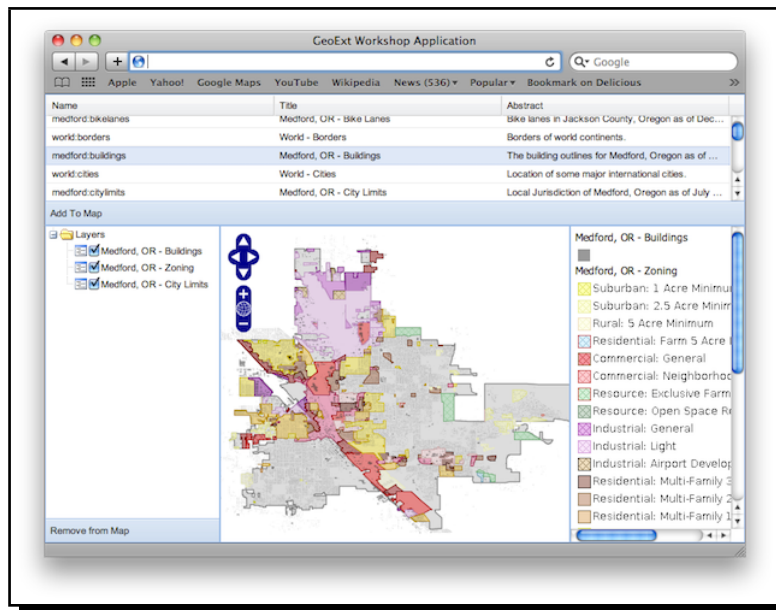 GeoExt Workshop Application
Google
Apple Yahoo! Google Maps YouTube Wikipedia News (536) Popular Bookmark on Delicious
Name Title Abstract
medford:bikelanes Medford, OR - Bike Lanes Bike lanes in Jackson County, Oregon as of Dec...
world:borders World - Borders Borders of world continents.
medford:buildings Medford, OR - Buildings The building outlines for Medford, Oregon as of ...
world:cities World - Cities Location of some major international cities.
medford:citylimits Medford, OR - City Limits Local Jurisdiction of Medford, Oregon as of July ...
Add To Map
Layers
Medford, OR - Buildings
Medford, OR - Zoning
Medford, OR - City Limits
Remove from Map
Medford, OR - Buildings
Medford, OR - Zoning
Suburban: 1 Acre Minimu
Suburban: 2.5 Acre Minim
Rural: 5 Acre Minimum
Residential: Farm 5 Acre
Commercial: General
Commercial: Neighborhoo
Resource: Exclusive Farm
Resource: Open Space R
Industrial: General
Industrial: Light
Industrial: Airport Develop
Residential: Multi-Family 3
Residential: Multi-Family 2
Residential: Multi-Family 1